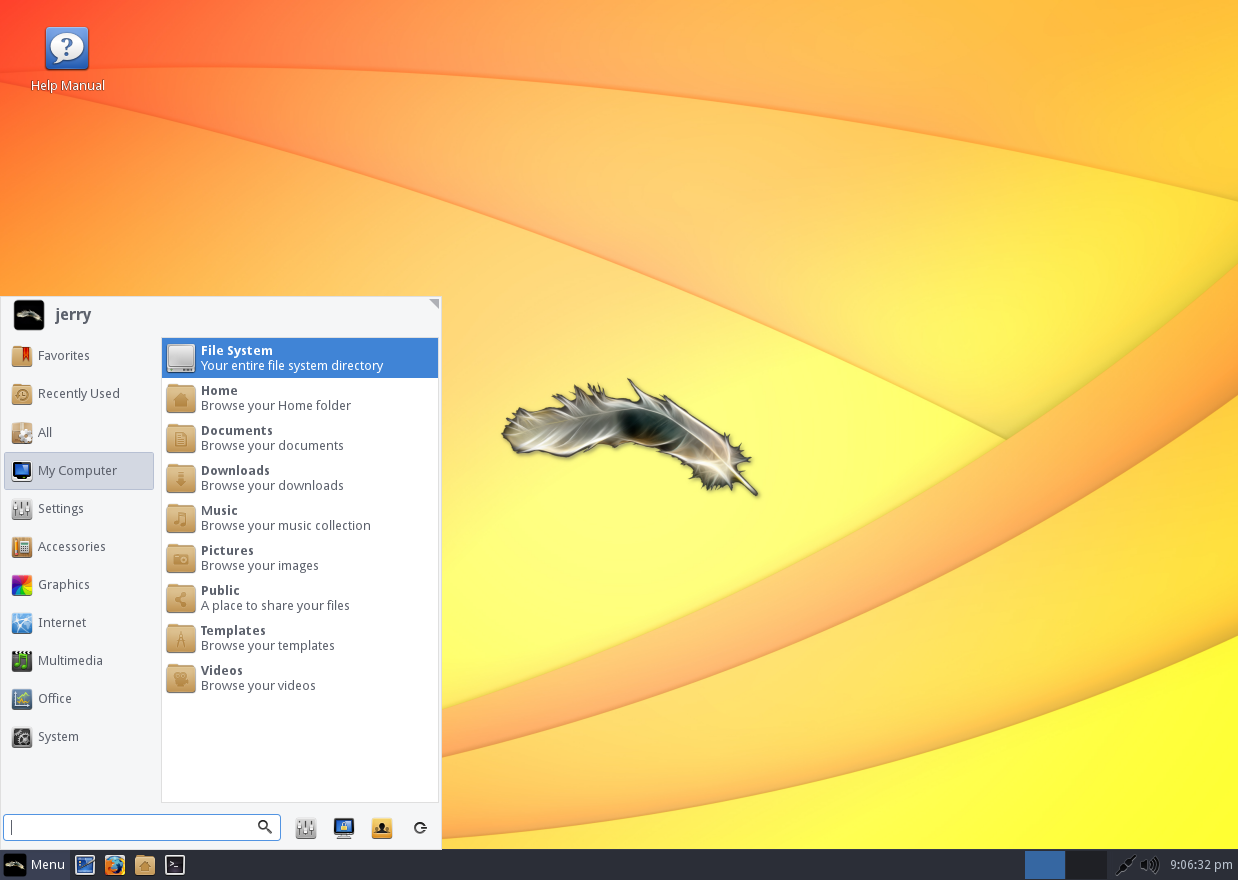 Help Manual
jerry
Favorites
Recently Used
All
My Computer
Settings
Accessories
Graphics
Internet
Multimedia
Office
System
File System
Your entire file system directory
Home
Browse your Home folder
Documents
Browse your documents
Downloads
Browse your downloads
Music
Browse your music collection
Pictures
Browse your images
Public
A place to share your files
Templates
Browse your templates
Videos
Browse your videos
Menu
9:06:32 pm